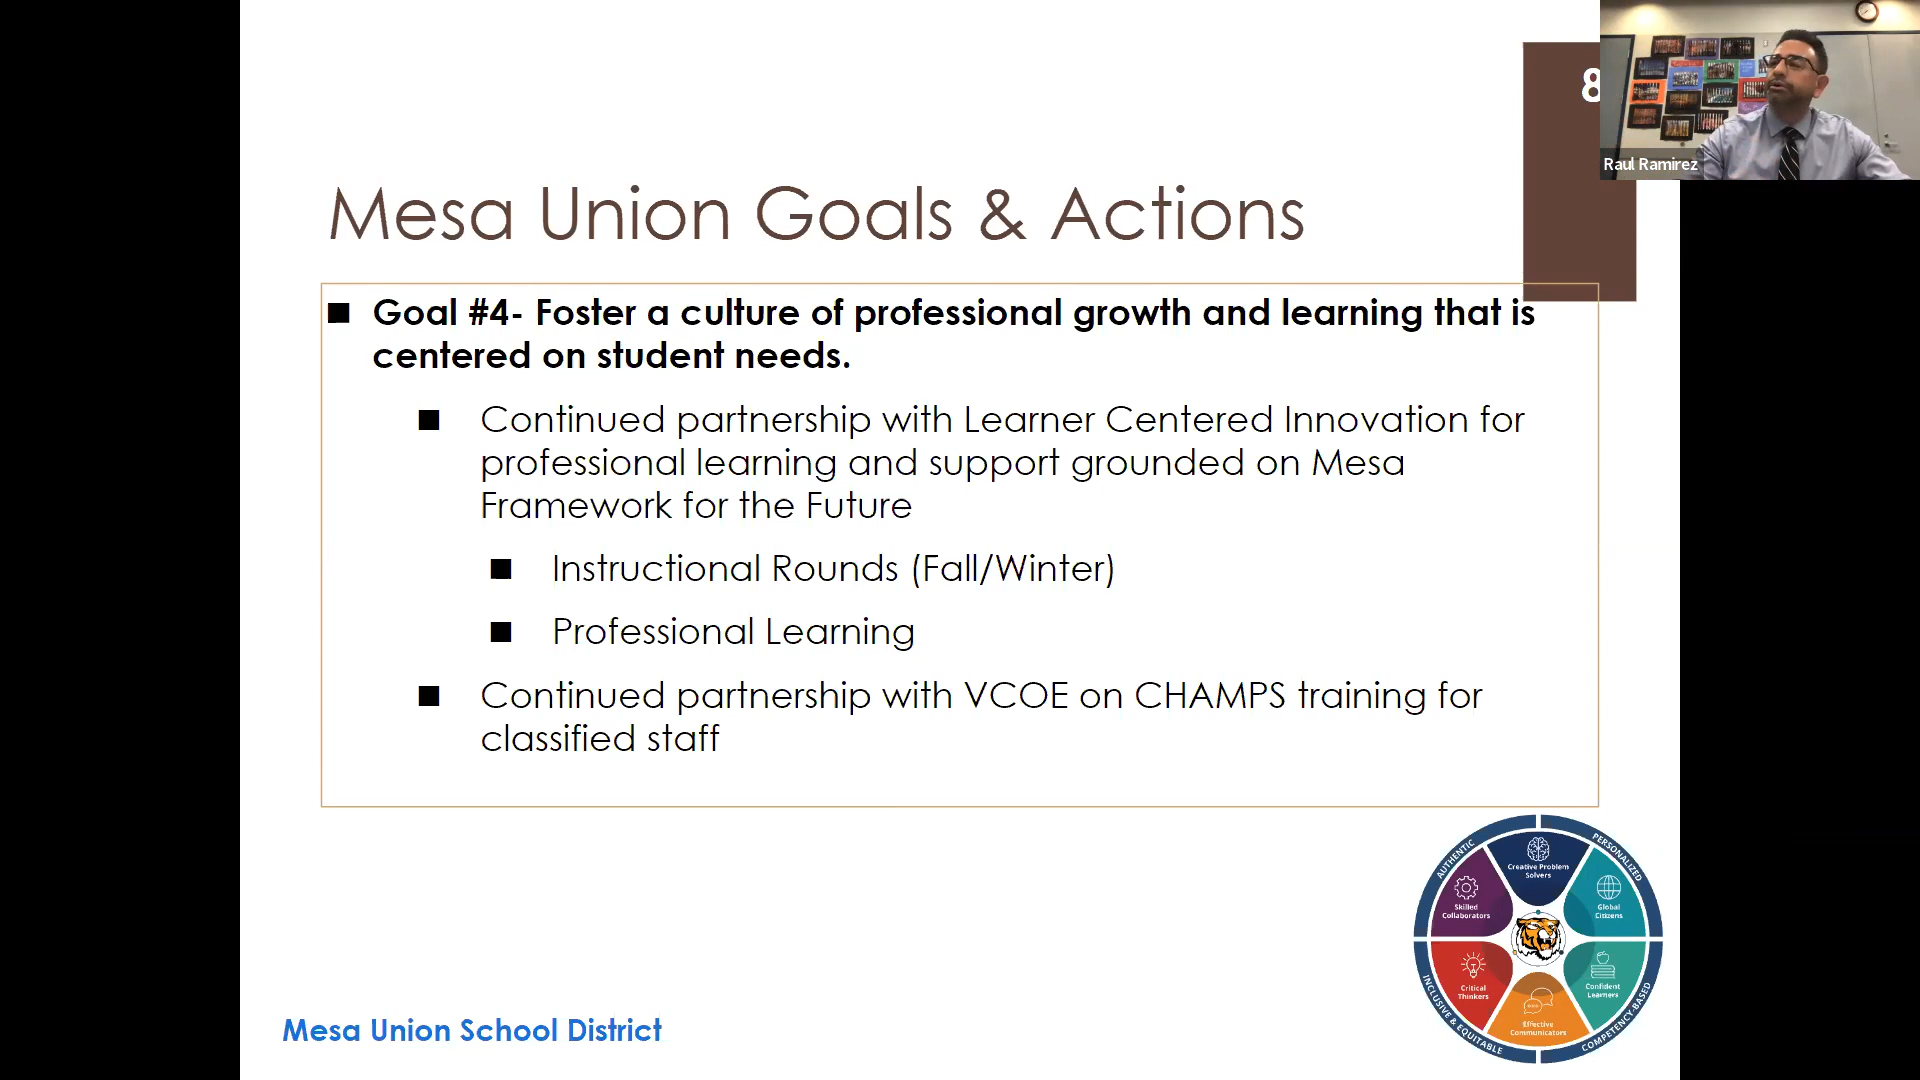 8
Raul Ramirez
Mesa Union Goals & Actions
■ Goal #4- Foster a culture of professional growth and learning that is
centered on student needs.
■ Continued partnership with Learner Centered Innovation for
professional learning and support grounded on Mesa
Framework for the Future
■ Instructional Rounds (Fall/Winter)
■ Professional Learning
■ Continued partnership with VCOE on CHAMPS training for
classified staff
AUTHENTIC
PERSONALIZED
Creative Problem
Solvers
Skilled
Collaborators
Global
Citizens
Critical
Thinkers
Confident
Learners
Effective
Communicators
INCLUSIVE & EQUITABLE
COMPETENCY-BASED
Mesa Union School District